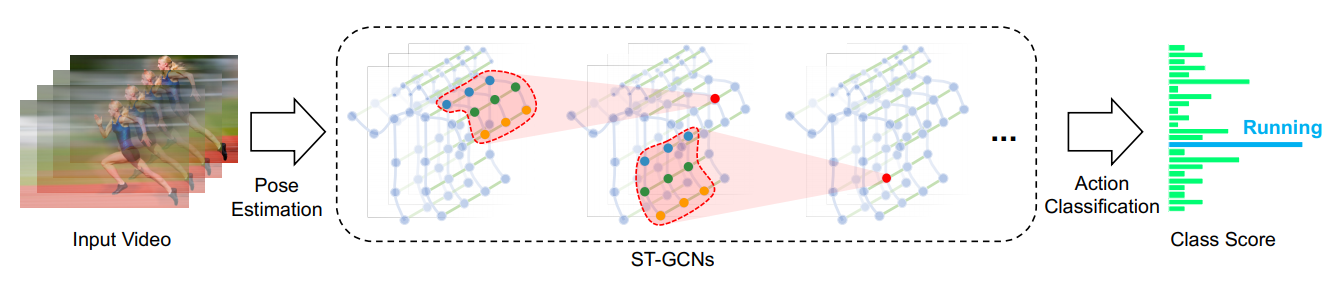 Input Video
Pose
Estimation
ST-GCNs
...
Action
Classification
Running
Class Score